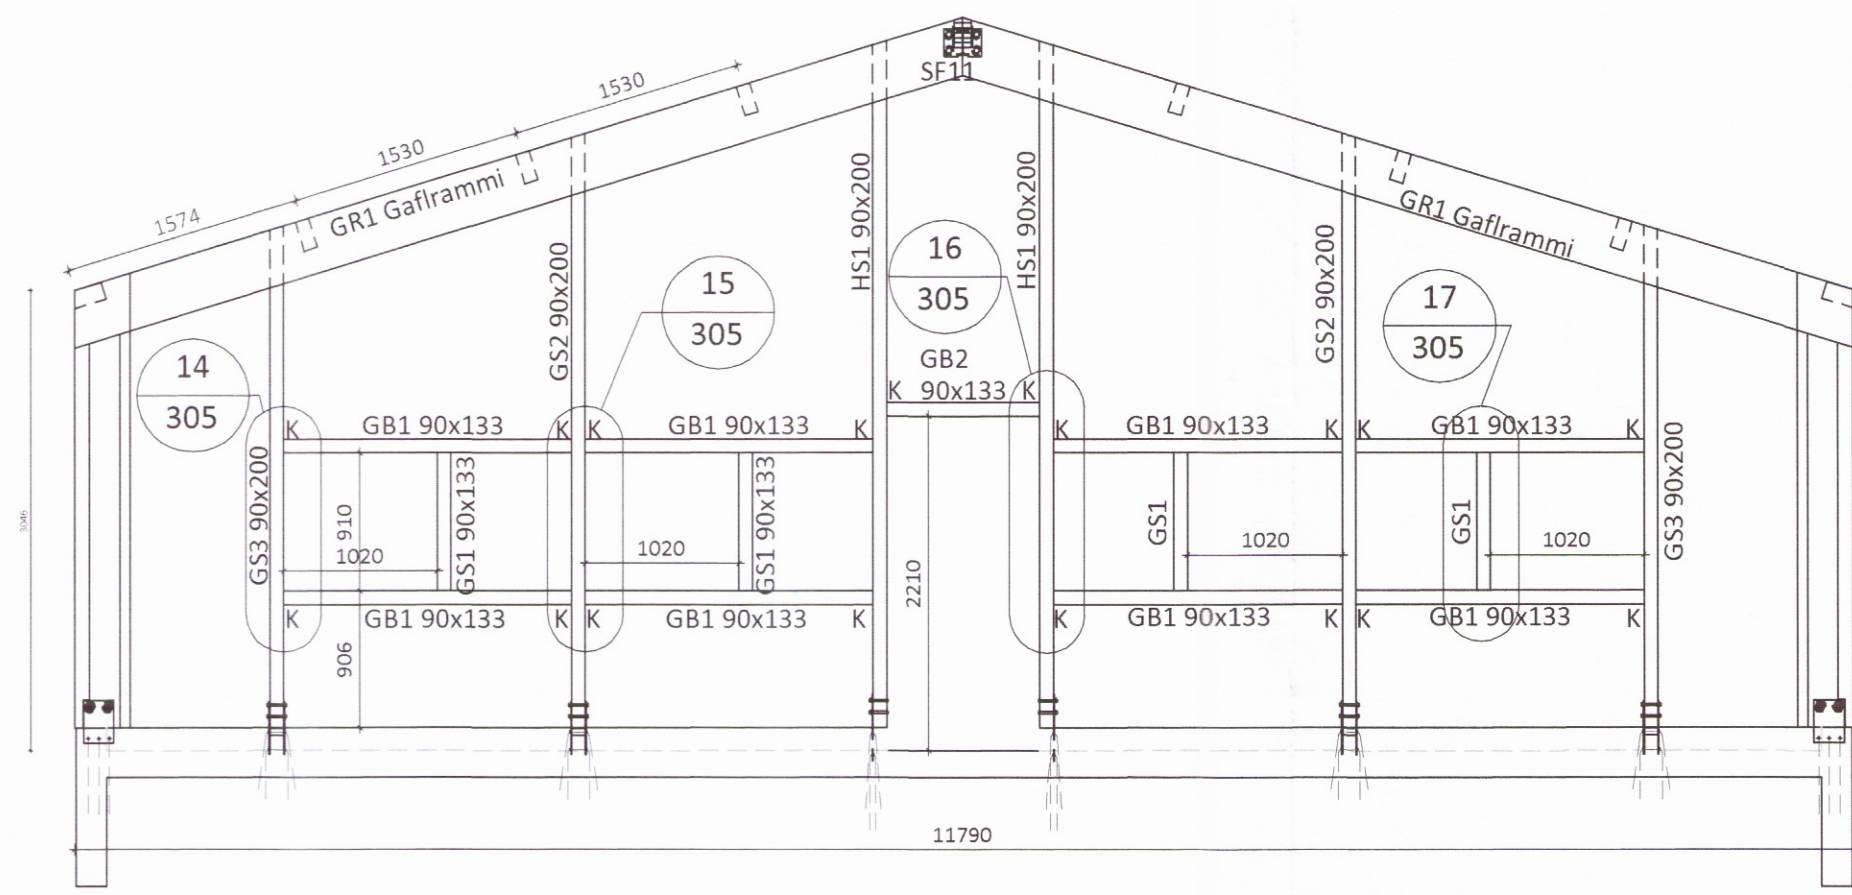 SF11
1530
1530
1574
GR1 Gaflrammi
GR1 Gaflrammi
HS1 90x200
HS1 90x200
GS2 90x200
GS2 90x200
14
305
15
305
16
305
17
305
GB2
K 90x133 K
K GB1 90x133 K
K GB1 90x133 K
K GB1 90x133 K
K GB1 90x133 K
GS3 90x200
GS1 90x133
GS1 90x133
GS1
GS1
GS3 90x200
3046
910
1020
1020
1020
1020
2210
K GB1 90x133 K
K GB1 90x133 K
K GB1 90x133 K
K GB1 90x133 K
906
11790